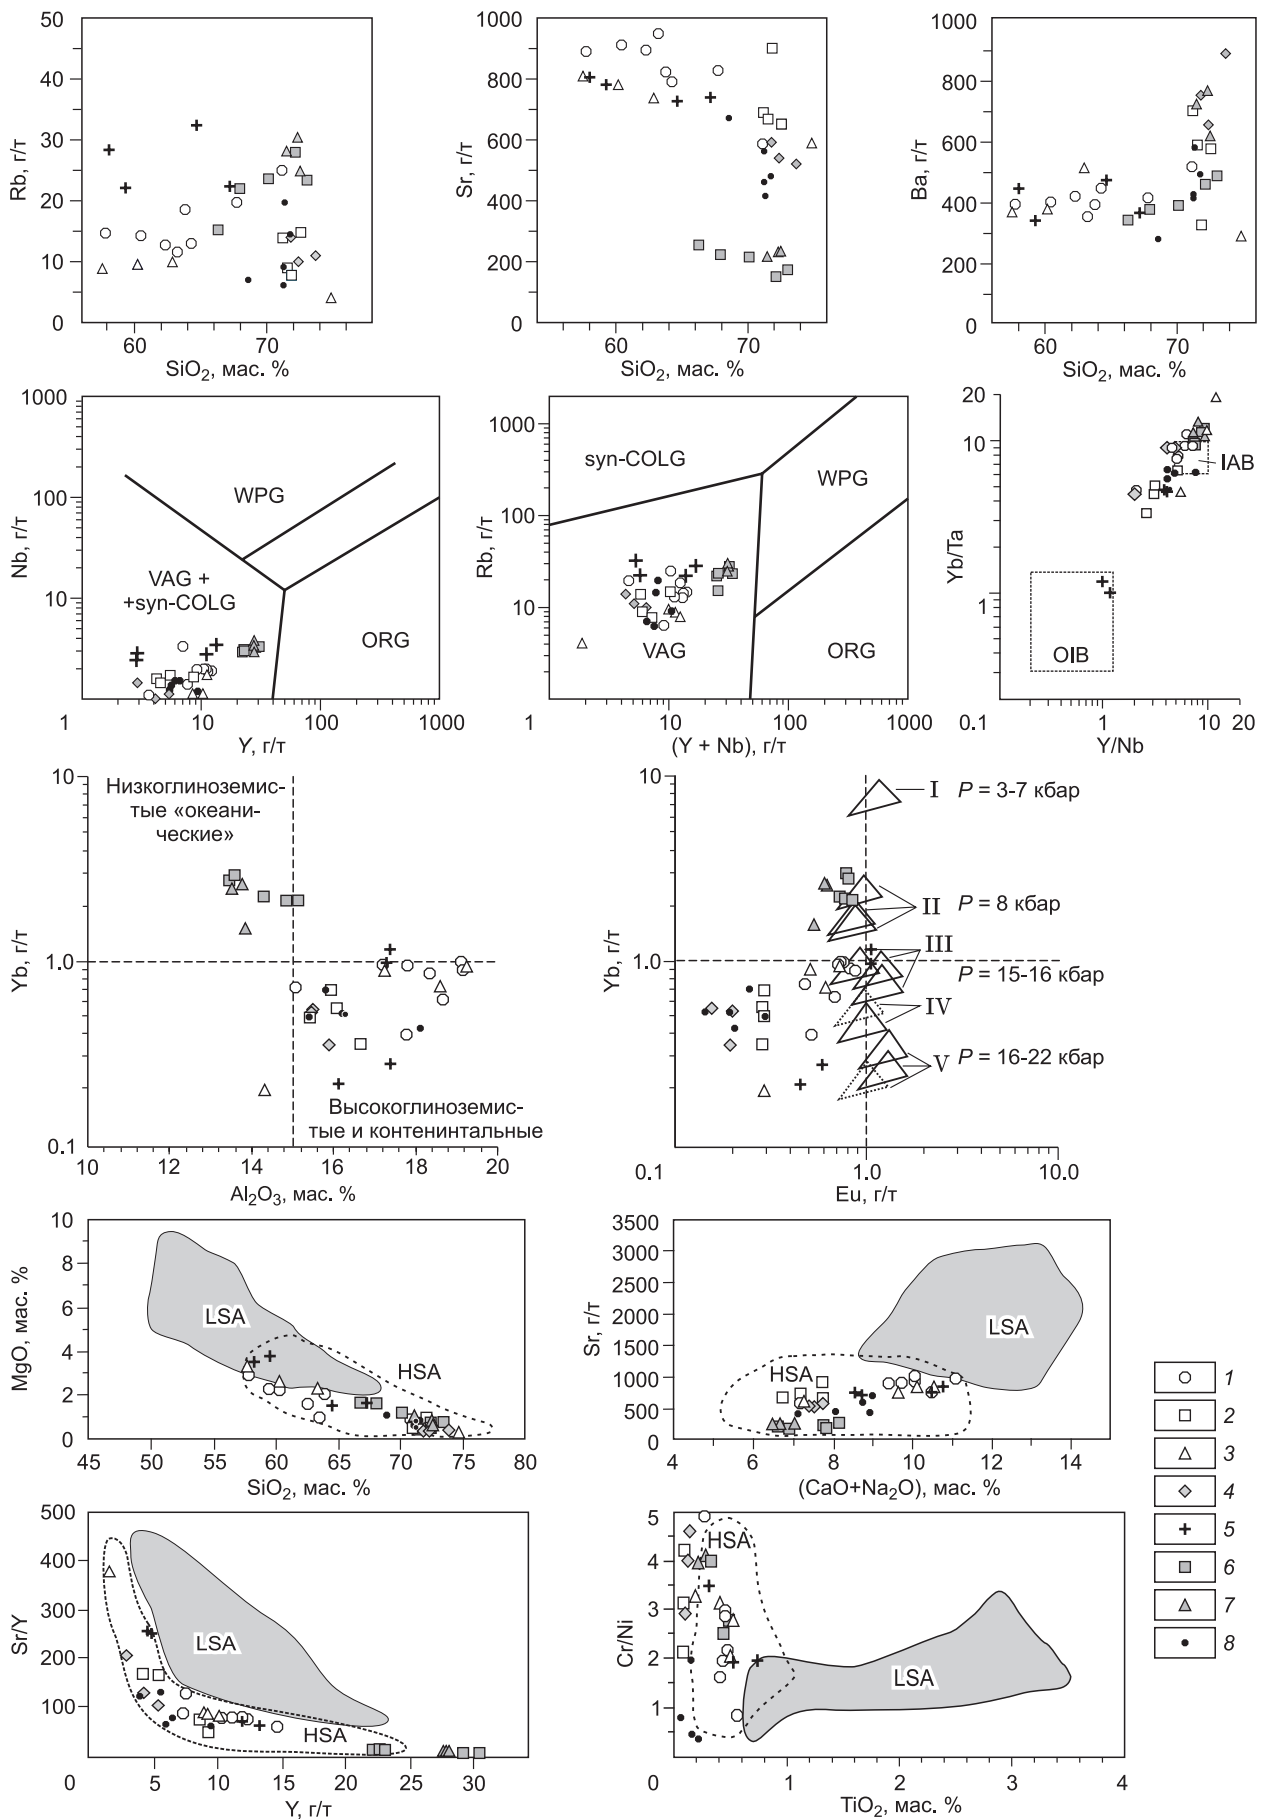 50
40
30
20
10
0
Rb, г/т
60
70
SiO2, мас. %
1000
800
600
400
200
0
Sr, г/т
60
70
SiO2, мас. %
1000
800
600
400
200
0
Ba, г/т
60
70
SiO2, мас. %
1000
100
10
1
Nb, г/т
WPG
VAG +
+syn-COLG
ORG
10
100
1000
Y, г/т
1000
100
10
1
Rb, г/т
syn-COLG
WPG
VAG
ORG
10
100
1000
(Y + Nb), г/т
20
10
1
0.1
Yb/Ta
IAB
OIB
1
10
20
Y/Nb
10
1.0
0.1
Yb, г/т
Низкоглиноземис-
тые «океани-
ческие»
Высокоглиноземис-
тые и контенинтальные
10
12
14
16
18
20
Al2O3, мас. %
10
1.0
0.1
Yb, г/т
I P = 3-7 кбар
II P = 8 кбар
III
P = 15-16 кбар
IV
V P = 16-22 кбар
1.0
10.0
Eu, г/т
10
8
6
4
2
0
MgO, мас. %
LSA
HSA
45
50
55
60
65
70
75
80
SiO2, мас. %
3500
3000
2500
2000
1500
1000
500
0
Sr, г/т
LSA
HSA
4
6
8
10
12
14
(CaO+Na2O), мас. %
500
400
300
200
100
0
Sr/Y
LSA
HSA
5
10
15
20
25
30
Y, г/т
5
4
3
2
1
0
Cr/Ni
HSA
LSA
1
2
3
4
TiO2, мас. %
1
2
3
4
5
6
7
8